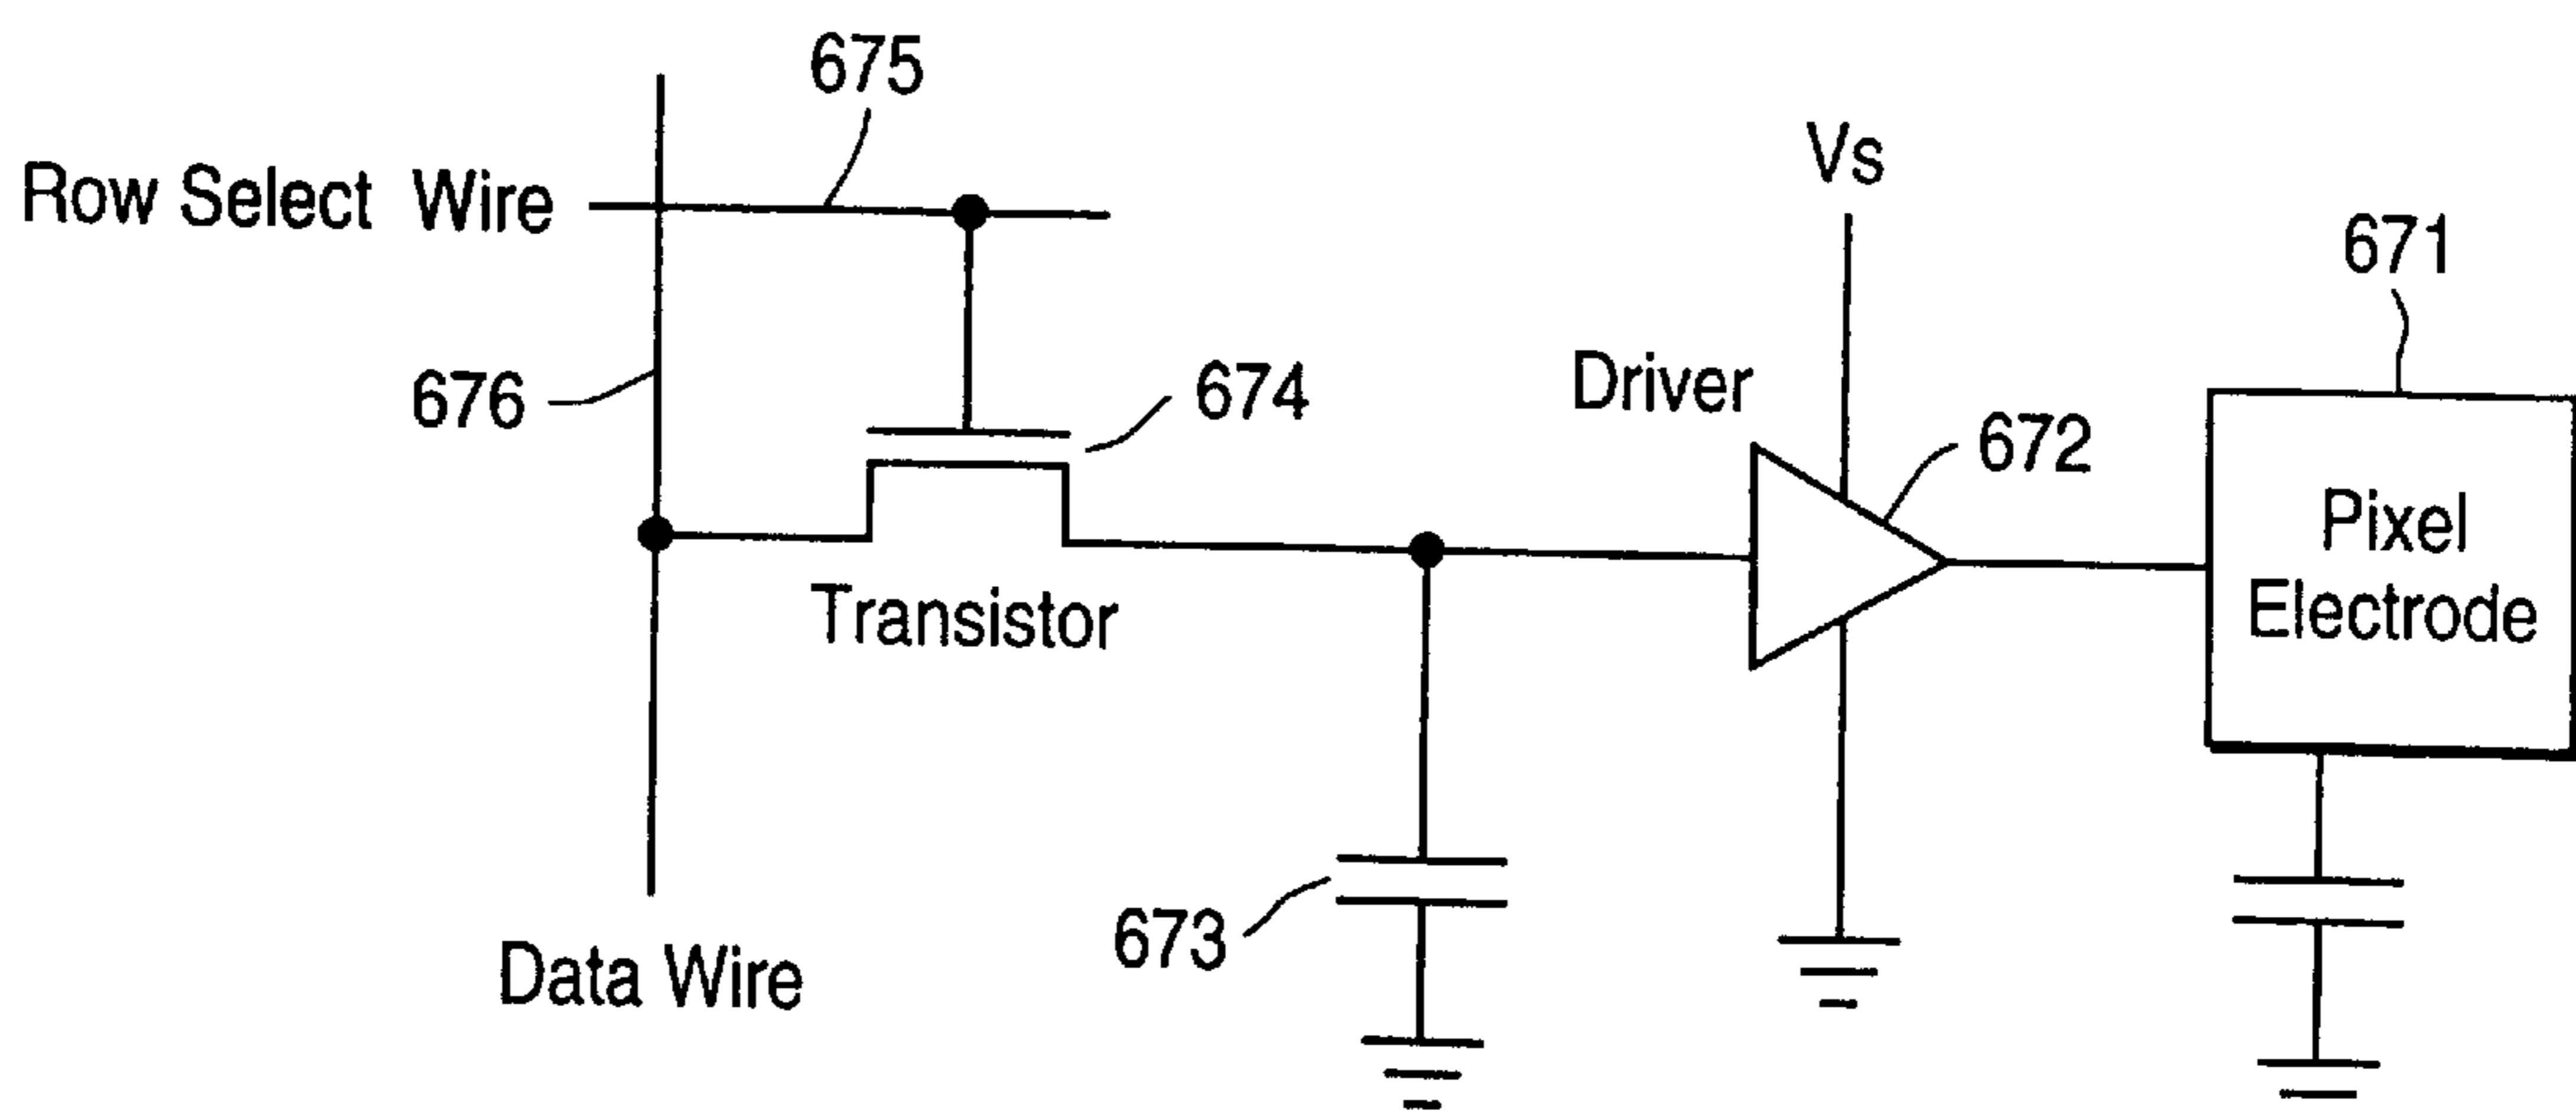 675
Row Select Wire
Vs
671
676
674
Driver
672
Pixel
Electrode
Transistor
673
Data Wire